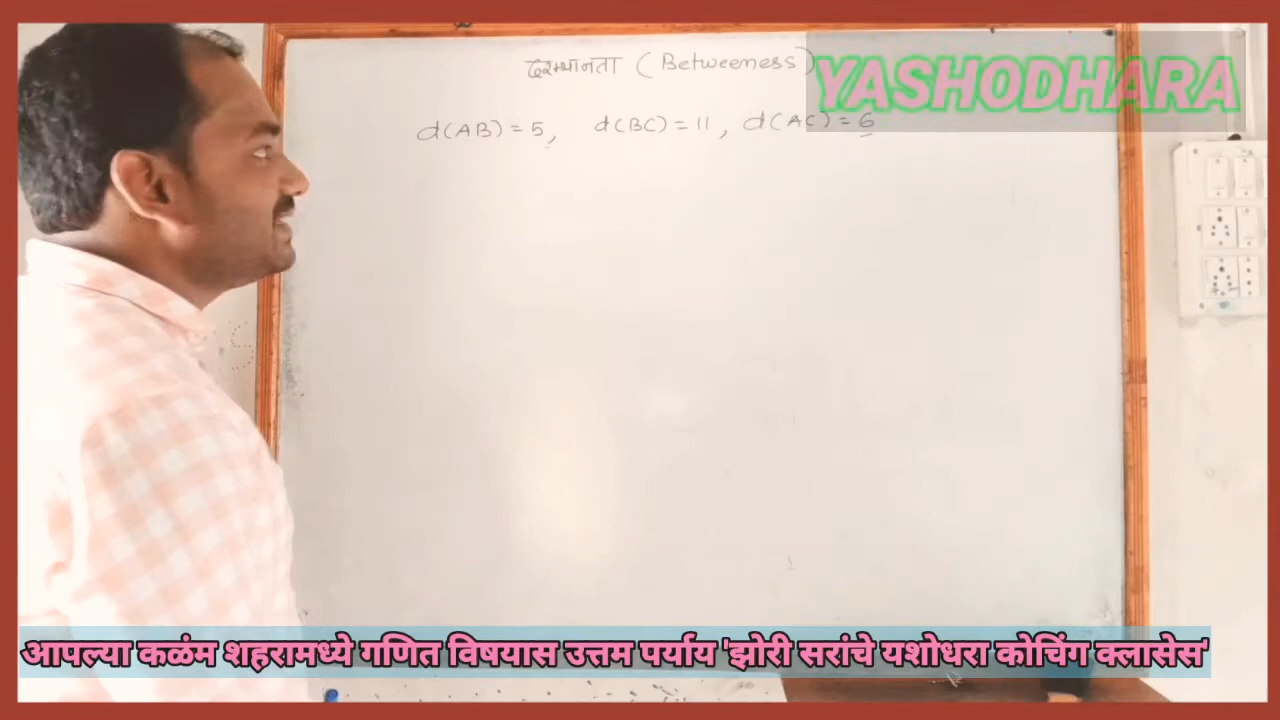 दरम्यानता (Betweeness)
YASHODHARA
d(AB) = 5, d(BC) = 11, d(AC) = 6
आपल्या कळंम शहरामध्ये गणित विषयास उत्तम पर्याय 'झोरी सरांचे यशोधरा कोचिंग क्लासेस'